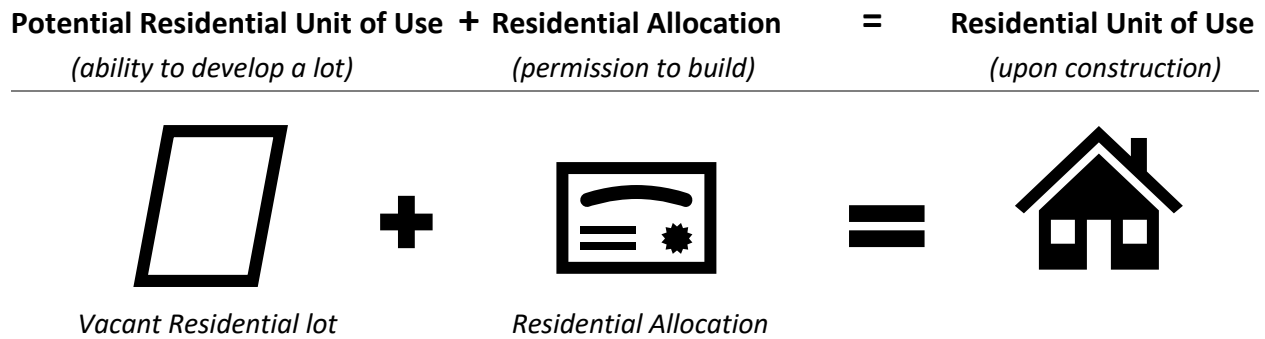 Potential Residential Unit of Use + Residential Allocation = Residential Unit of Use
(ability to develop a lot) (permission to build) (upon construction)
Vacant Residential lot Residential Allocation